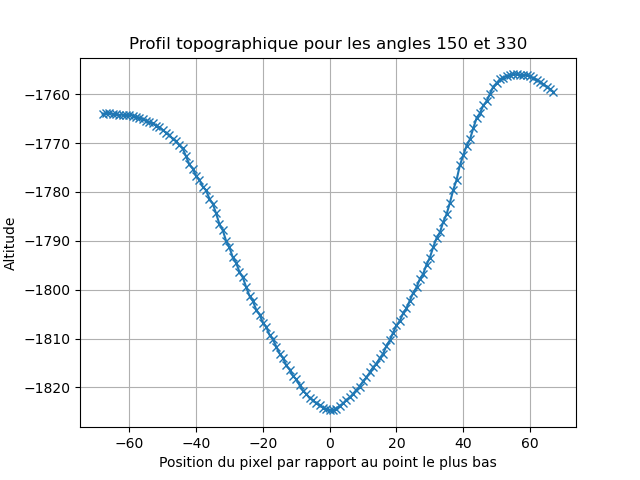 Profil topographique pour les angles 150 et 330
Altitude
−1760
−1770
−1780
−1790
−1800
−1810
−1820
−60 −40 −20 0 20 40 60
Position du pixel par rapport au point le plus bas